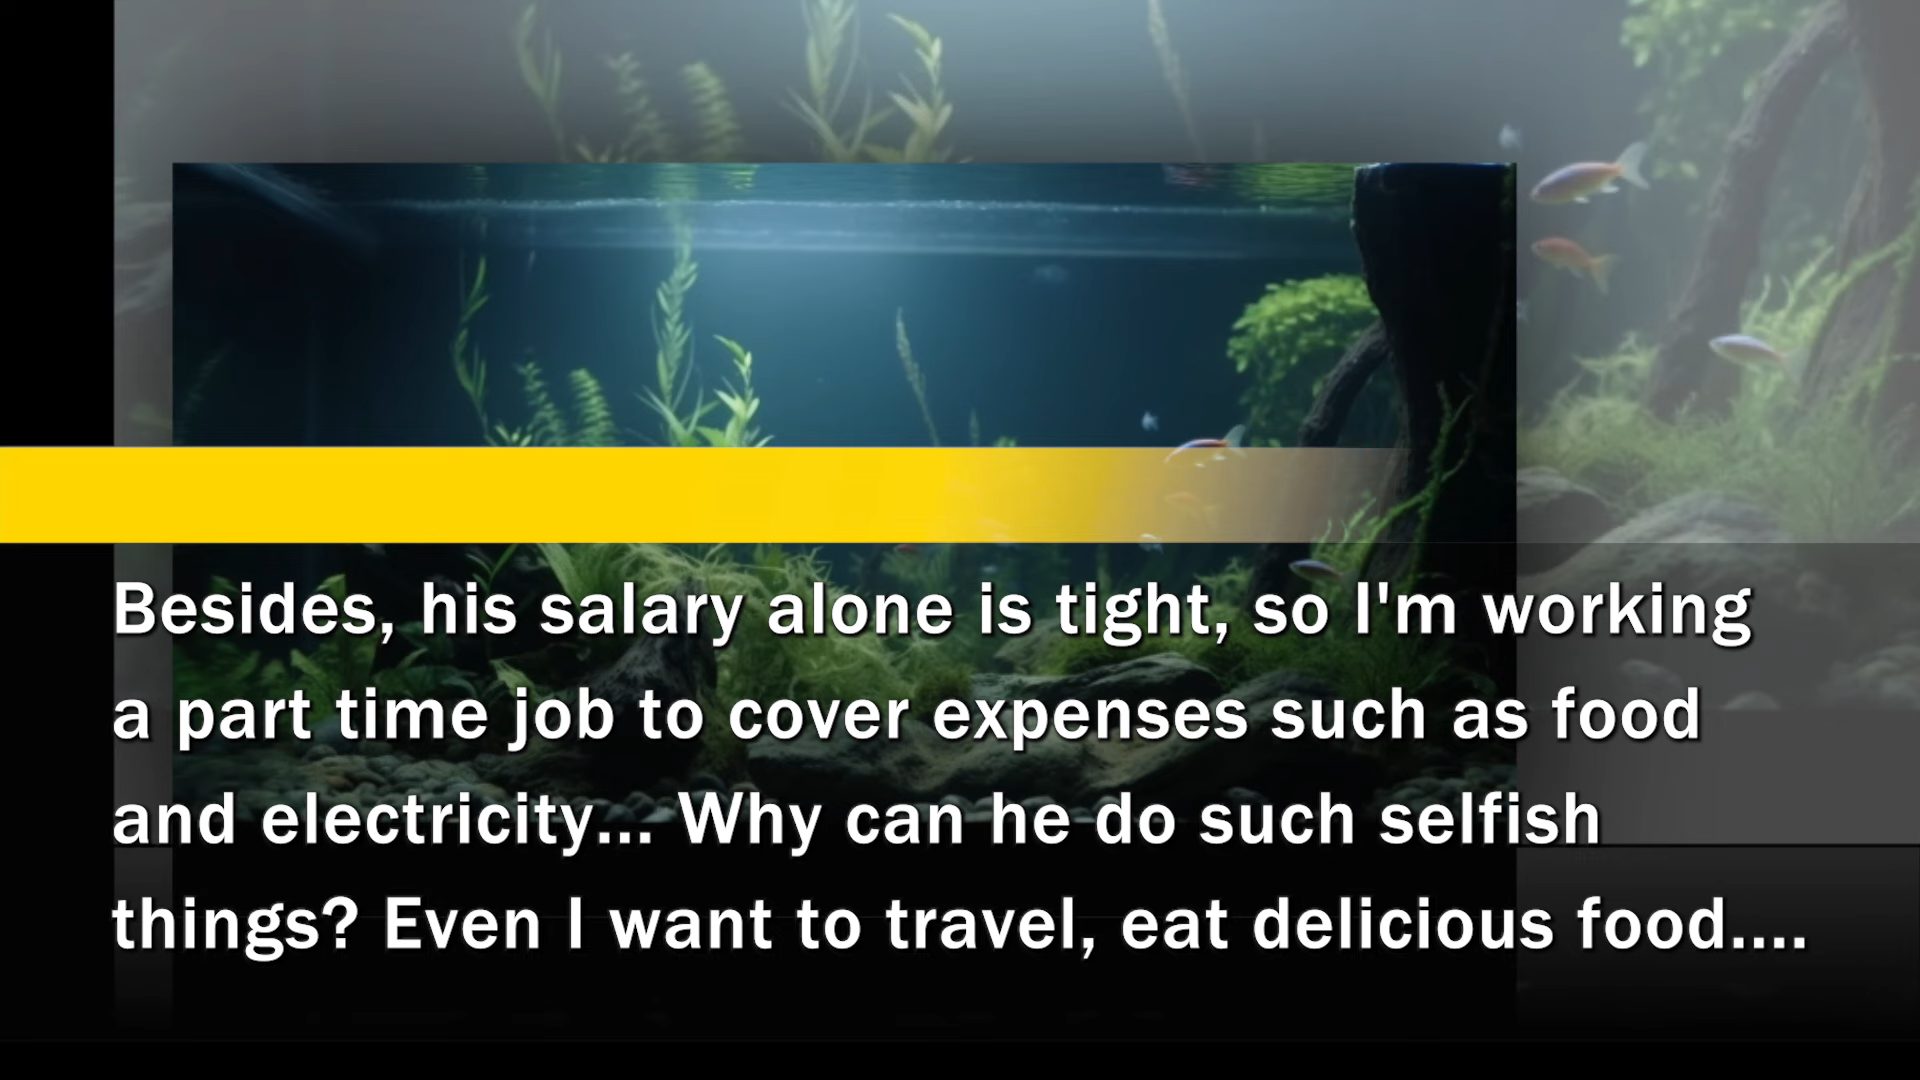 Besides, his salary alone is tight, so I'm working
a part time job to cover expenses such as food
and electricity... Why can he do such selfish
things? Even I want to travel, eat delicious food....